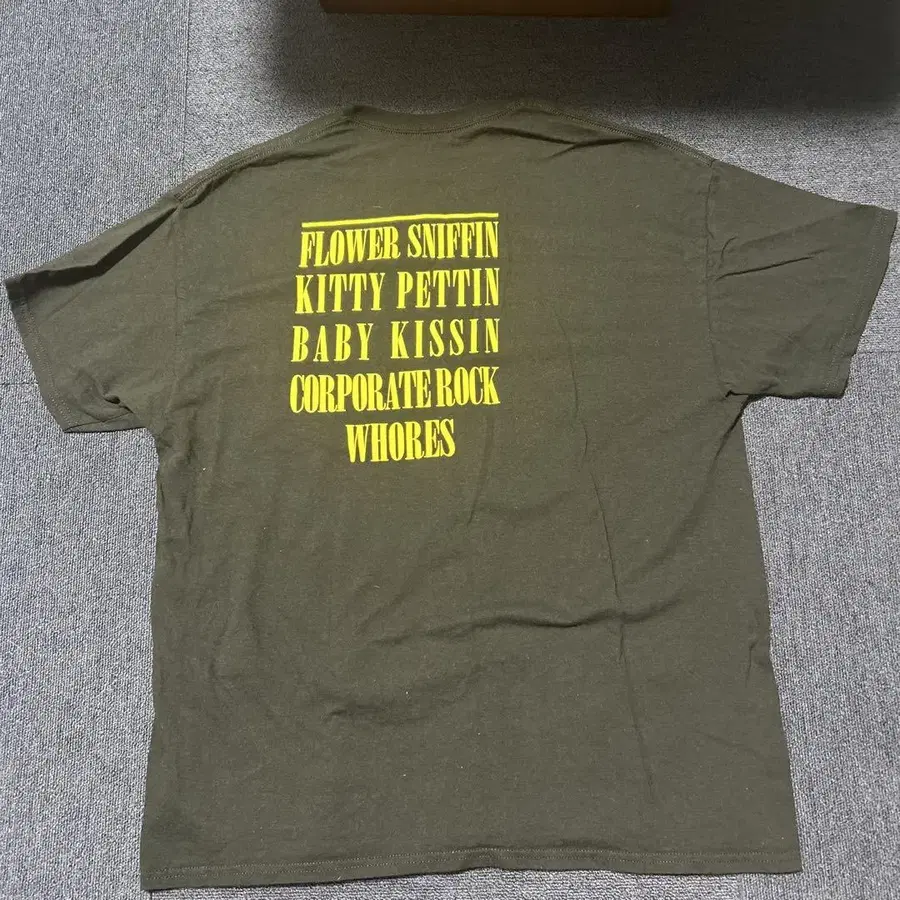 FLOWER SNIFFIN
KITTY PETTIN
BABY KISSIN
CORPORATE ROCK
WHORES